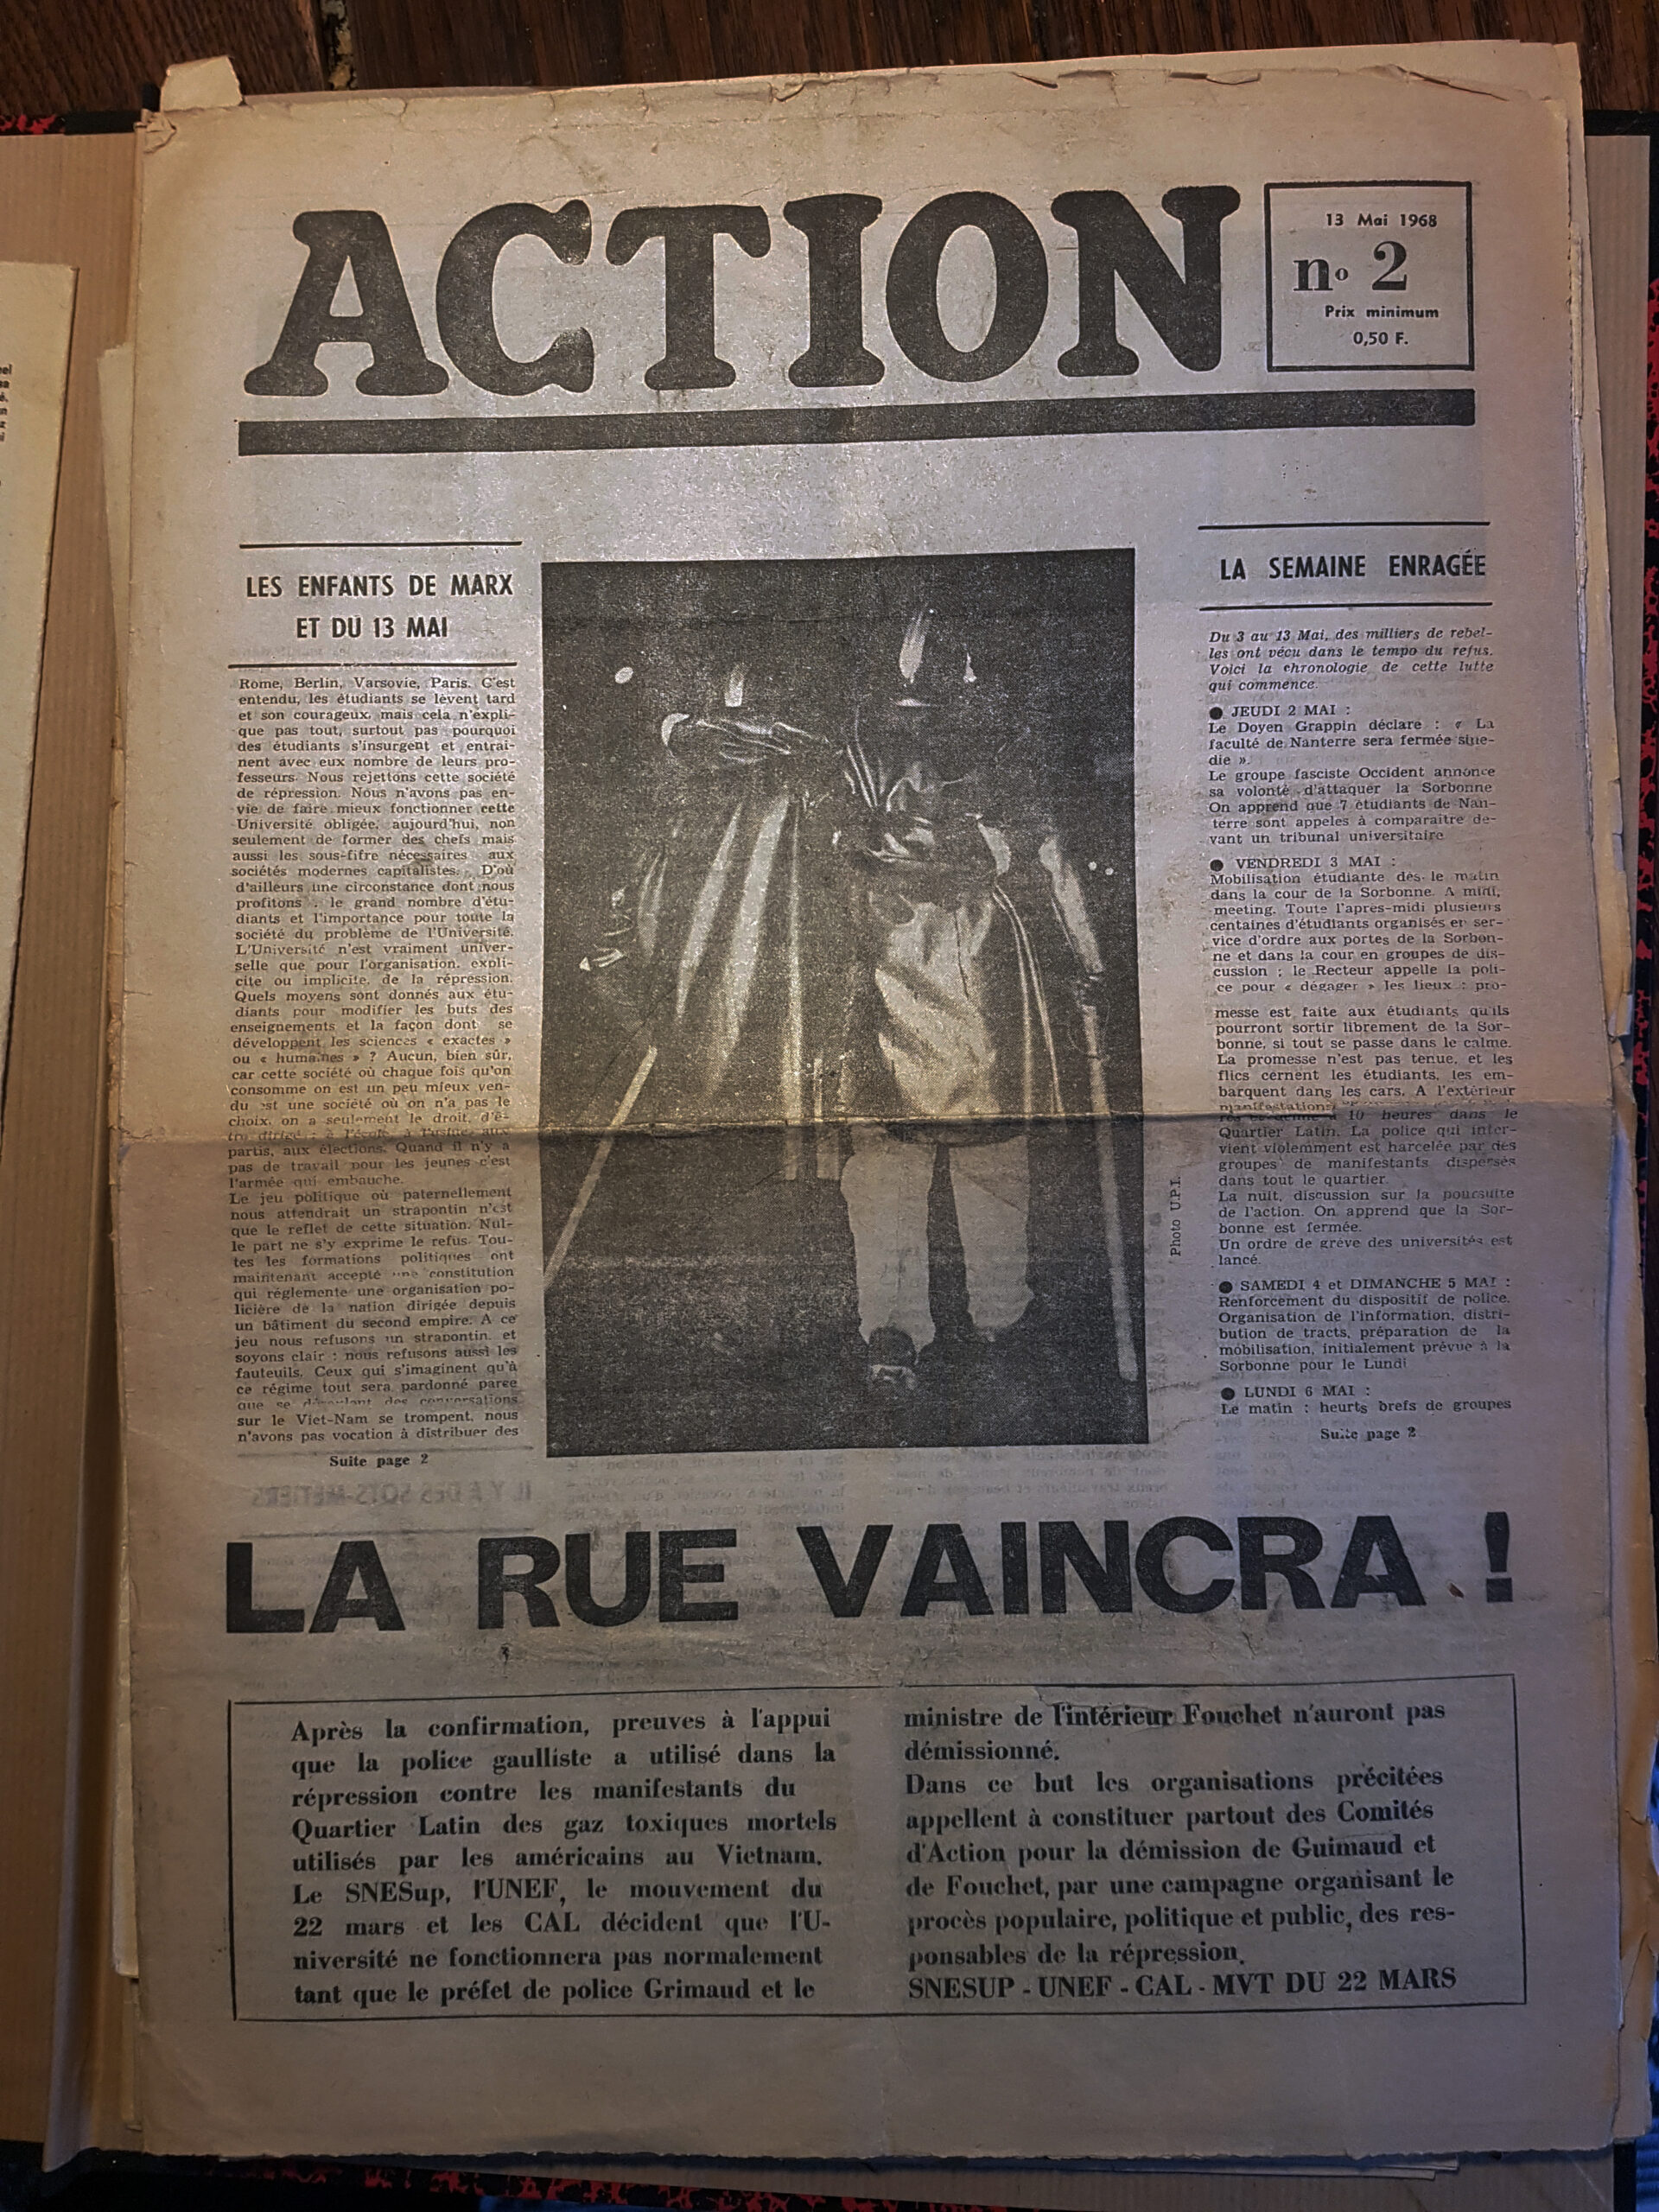 ACTION
13 Mai 1968
nº 2
Prix minimum
0,50 F.
LES ENFANTS DE MARX
ET DU 13 MAI
Rome, Berlin, Varsovie, Paris. C'est
entendu, les étudiants se lèvent tard
et son courageux, mais cela n'expli-
que pas tout, surtout pas pourquoi
des étudiants s'insurgent et entraî-
nent avec eux nombre de leurs pro-
fesseurs. Nous rejettons cette société
de répression. Nous n'avons pas en-
vie de faire mieux fonctionner cette
Université obligée, aujourd'hui, non
seulement de former des chefs mais
aussi les sous-fifre nécessaires aux
sociétés modernes capitalistes. D'où
d'ailleurs une circonstance dont nous
profitons : le grand nombre d'étu-
diants et l'importance pour toute la
société du problème de l'Université.
L'Université n'est vraiment univer-
selle que pour l'organisation, expli-
cite ou implicite, de la répression.
Quels moyens sont donnés aux étu-
diants pour modifier les buts des
enseignements et la façon dont se
développent les sciences « exactes »
ou « humaines » ? Aucun, bien sûr,
car cette société où chaque fois qu'on
consomme on est un peu mieux ven-
du est une société où on n'a pas le
choix, on a seulement le droit, d'ê-
tre dirigé : à l'école, à l'usine, aux
partis, aux élections. Quand il n'y a
pas de travail pour les jeunes c'est
l'armée qui embauche.
Le jeu politique où paternellement
nous attendrait un strapontin n'est
que le reflet de cette situation. Nul-
le part ne s'y exprime le refus. Tou-
tes les formations politiques ont
maintenant accepté une constitution
qui réglemente une organisation po-
licière de la nation dirigée depuis
un bâtiment du second empire. A ce
jeu nous refusons un strapontin, et
soyons clair : nous refusons aussi les
fauteuils. Ceux qui s'imaginent qu'à
ce régime tout sera pardonné parce
que se déroulent des conversations
sur le Viet-Nam se trompent, nous
n'avons pas vocation à distribuer des
Suite page 2
Photo U.P.I.
LA SEMAINE ENRAGÉE
Du 3 au 13 Mai, des milliers de rebel-
les ont vécu dans le tempo du refus.
Voici la chronologie de cette lutte
qui commence.
● JEUDI 2 MAI :
Le Doyen Grappin déclare : « La
faculté de Nanterre sera fermée sine-
die ».
Le groupe fasciste Occident annonce
sa volonté d'attaquer la Sorbonne
On apprend que 7 étudiants de Nan-
terre sont appelés à comparaître de-
vant un tribunal universitaire
● VENDREDI 3 MAI :
Mobilisation étudiante dès le matin
dans la cour de la Sorbonne. A midi,
meeting. Toute l'après-midi plusieurs
centaines d'étudiants organisés en ser-
vice d'ordre aux portes de la Sorbon-
ne et dans la cour en groupes de dis-
cussion ; le Recteur appelle la poli-
ce pour « dégager » les lieux : pro-
messe est faite aux étudiants qu'ils
pourront sortir librement de la Sor-
bonne, si tout se passe dans le calme.
La promesse n'est pas tenue, et les
flics cernent les étudiants, les em-
barquent dans les cars. A l'extérieur
manifestations
10 heures dans le
Quartier Latin. La police qui inter-
vient violemment est harcelée par des
groupes de manifestants dispersés
dans tout le quartier
La nuit, discussion sur la poursuite
de l'action. On apprend que la Sor-
bonne est fermée.
Un ordre de grève des universités est
lancé.
● SAMEDI 4 et DIMANCHE 5 MAI :
Renforcement du dispositif de police.
Organisation de l'information, distri-
bution de tracts, préparation de la
mobilisation, initialement prévue à la
Sorbonne pour le Lundi
● LUNDI 6 MAI :
Le matin : heurts brefs de groupes
Suite page 2
LA RUE VAINCRA !
Après la confirmation, preuves à l'appui
que la police gaulliste a utilisé dans la
répression contre les manifestants du
Quartier Latin des gaz toxiques mortels
utilisés par les américains au Vietnam.
Le SNESup, l'UNEF, le mouvement du
22 mars et les CAL décident que l'U-
niversité ne fonctionnera pas normalement
tant que le préfet de police Grimaud et le
ministre de l'intérieur Fouchet n'auront pas
démissionné.
Dans ce but les organisations précitées
appellent à constituer partout des Comités
d'Action pour la démission de Guimaud et
de Fouchet, par une campagne organisant le
procès populaire, politique et public, des res-
ponsables de la répression.
SNESUP - UNEF - CAL - MVT DU 22 MARS